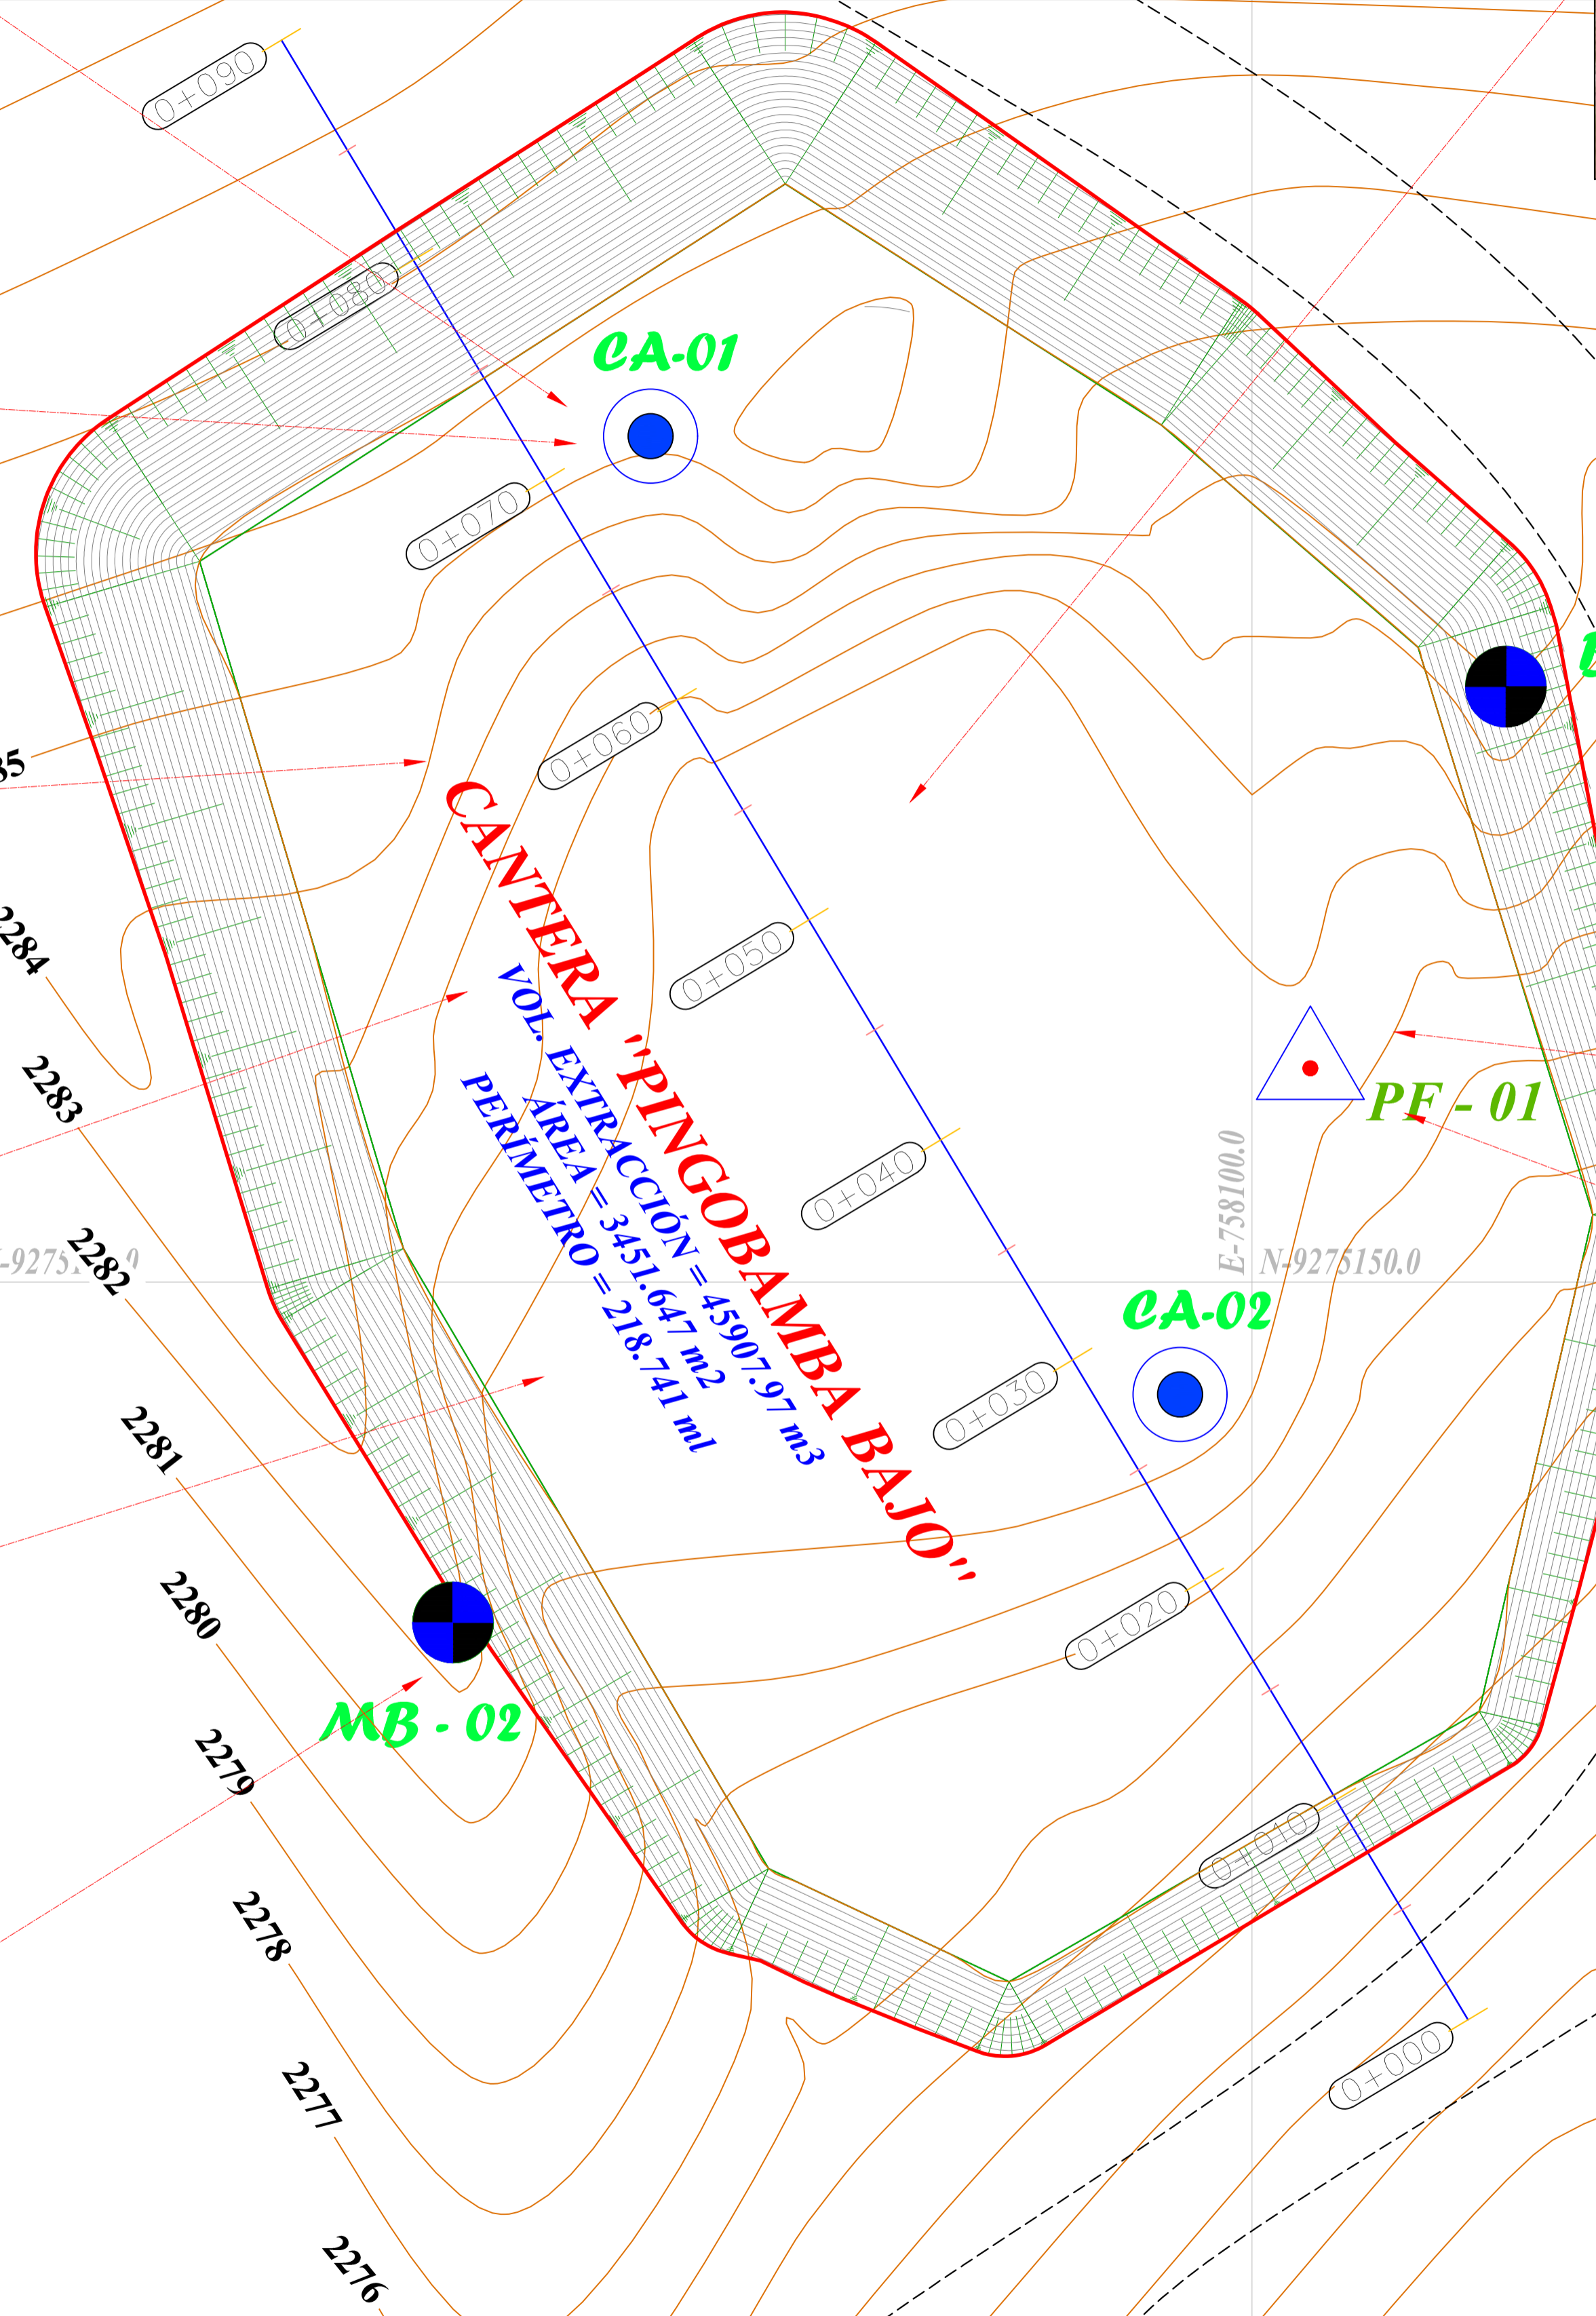 0+090
0+080
CA-01
0+070
0+060
85
CANTERA "PINGOBAMBA BAJO"
VOL. EXTRACCIÓN = 45907.97 m3
ÁREA = 3451.647 m2
PERÍMETRO = 218.741 ml
0+050
2284
2283
PF - 01
0+040
E-758100.0
N-9275150.0
2282
CA-02
0+030
2281
2280
0+020
MB - 02
2279
0+010
2278
0+000
2277
2276